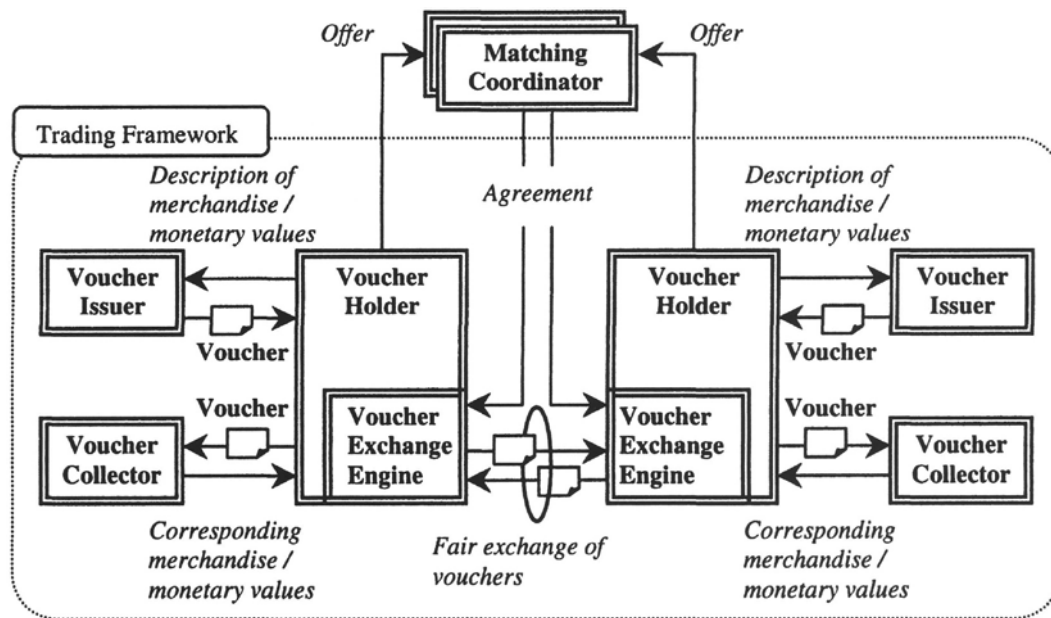 Offer
Matching
Coordinator
Offer
Trading Framework
Description of
merchandise /
monetary values
Agreement
Description of
merchandise /
monetary values
Voucher
Issuer
Voucher
Voucher
Holder
Voucher
Holder
Voucher
Issuer
Voucher
Voucher
Collector
Voucher
Voucher
Exchange
Engine
Voucher
Exchange
Engine
Voucher
Voucher
Collector
Corresponding
merchandise /
monetary values
Fair exchange of
vouchers
Corresponding
merchandise /
monetary values